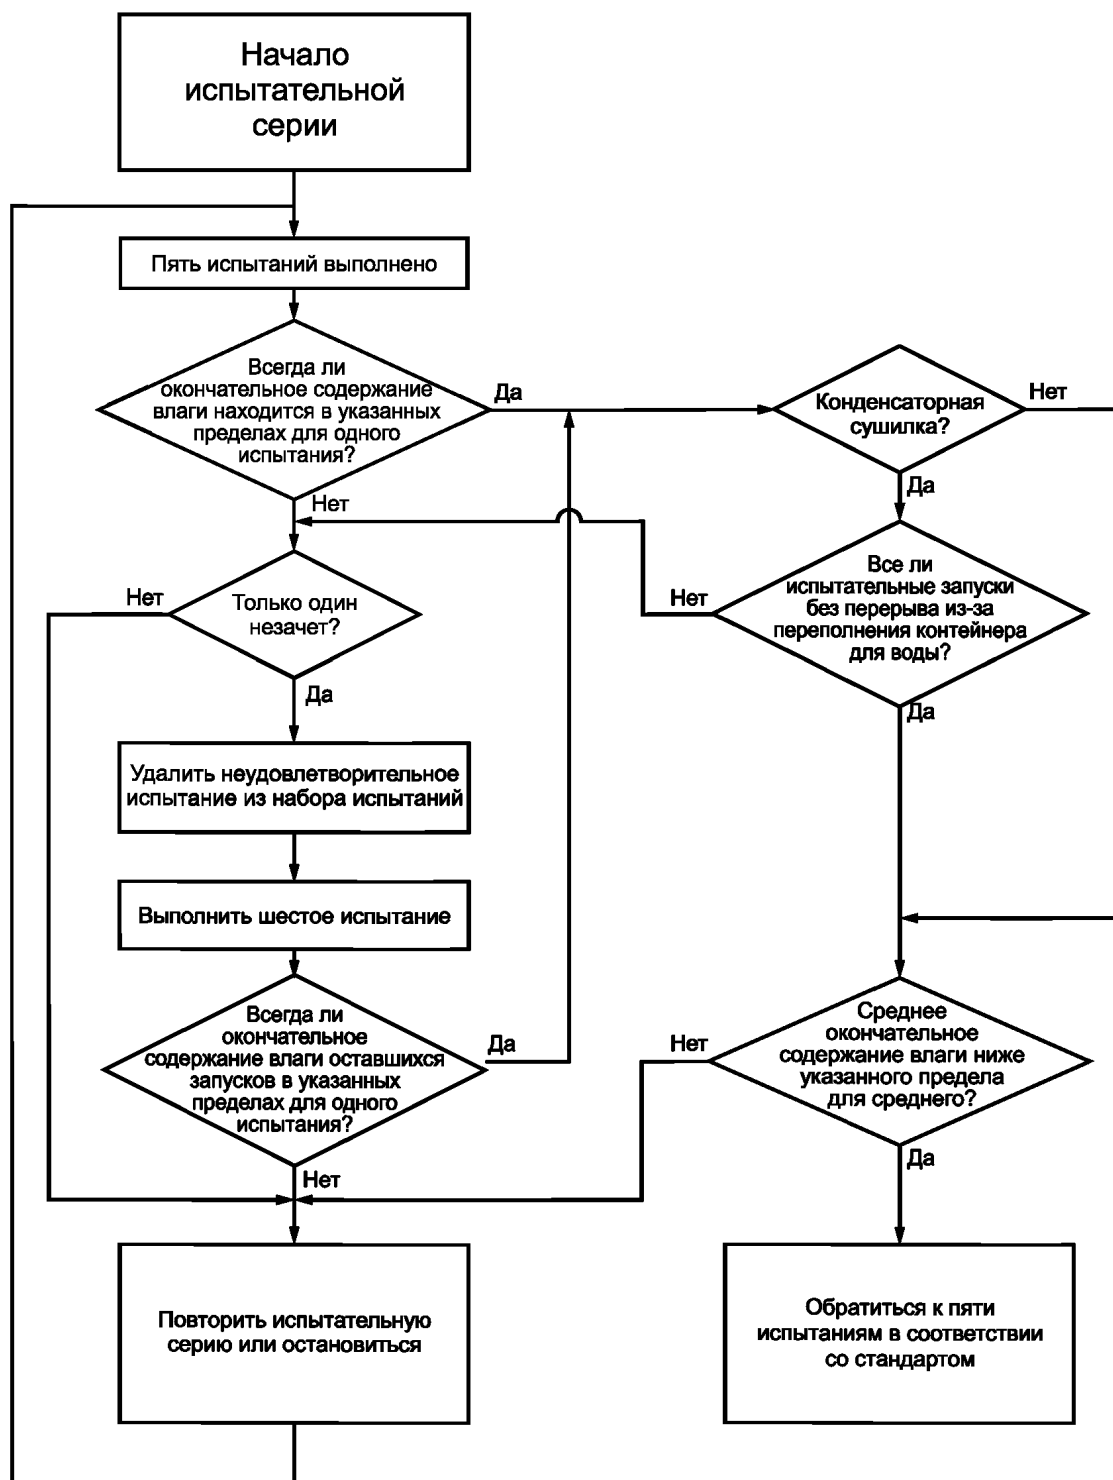 Начало
испытательной
серии
Пять испытаний выполнено
Всегда ли
окончательное содержание
влаги находится в указанных
пределах для одного
испытания?
Да
Нет
Конденсаторная
сушилка?
Нет
Да
Все ли
испытательные запуски
без перерыва из-за
переполнения контейнера
для воды?
Нет
Да
Только один
незачет?
Нет
Да
Удалить неудовлетворительное
испытание из набора испытаний
Выполнить шестое испытание
Всегда ли
окончательное
содержание влаги оставшихся
запусков в указанных
пределах для одного
испытания?
Да
Нет
Среднее
окончательное
содержание влаги ниже
указанного предела
для среднего?
Нет
Да
Повторить испытательную
серию или остановиться
Обратиться к пяти
испытаниям в соответствии
со стандартом